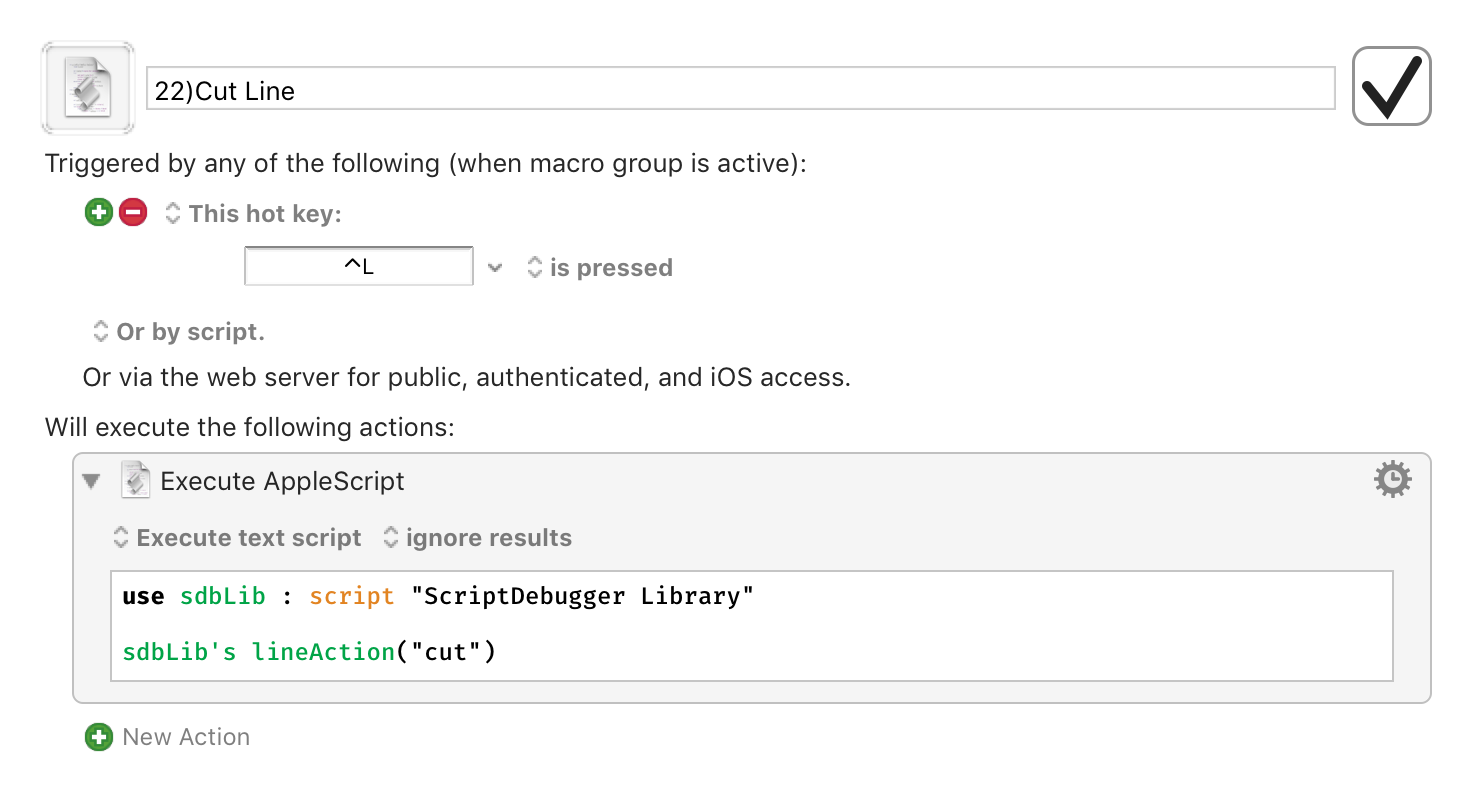 22)Cut Line
Triggered by any of the following (when macro group is active):
This hot key:
^L
is pressed
Or by script.
Or via the web server for public, authenticated, and iOS access.
Will execute the following actions:
Execute AppleScript
Execute text script ignore results
use sdbLib : script "ScriptDebugger Library"
sdbLib's lineAction("cut")
New Action